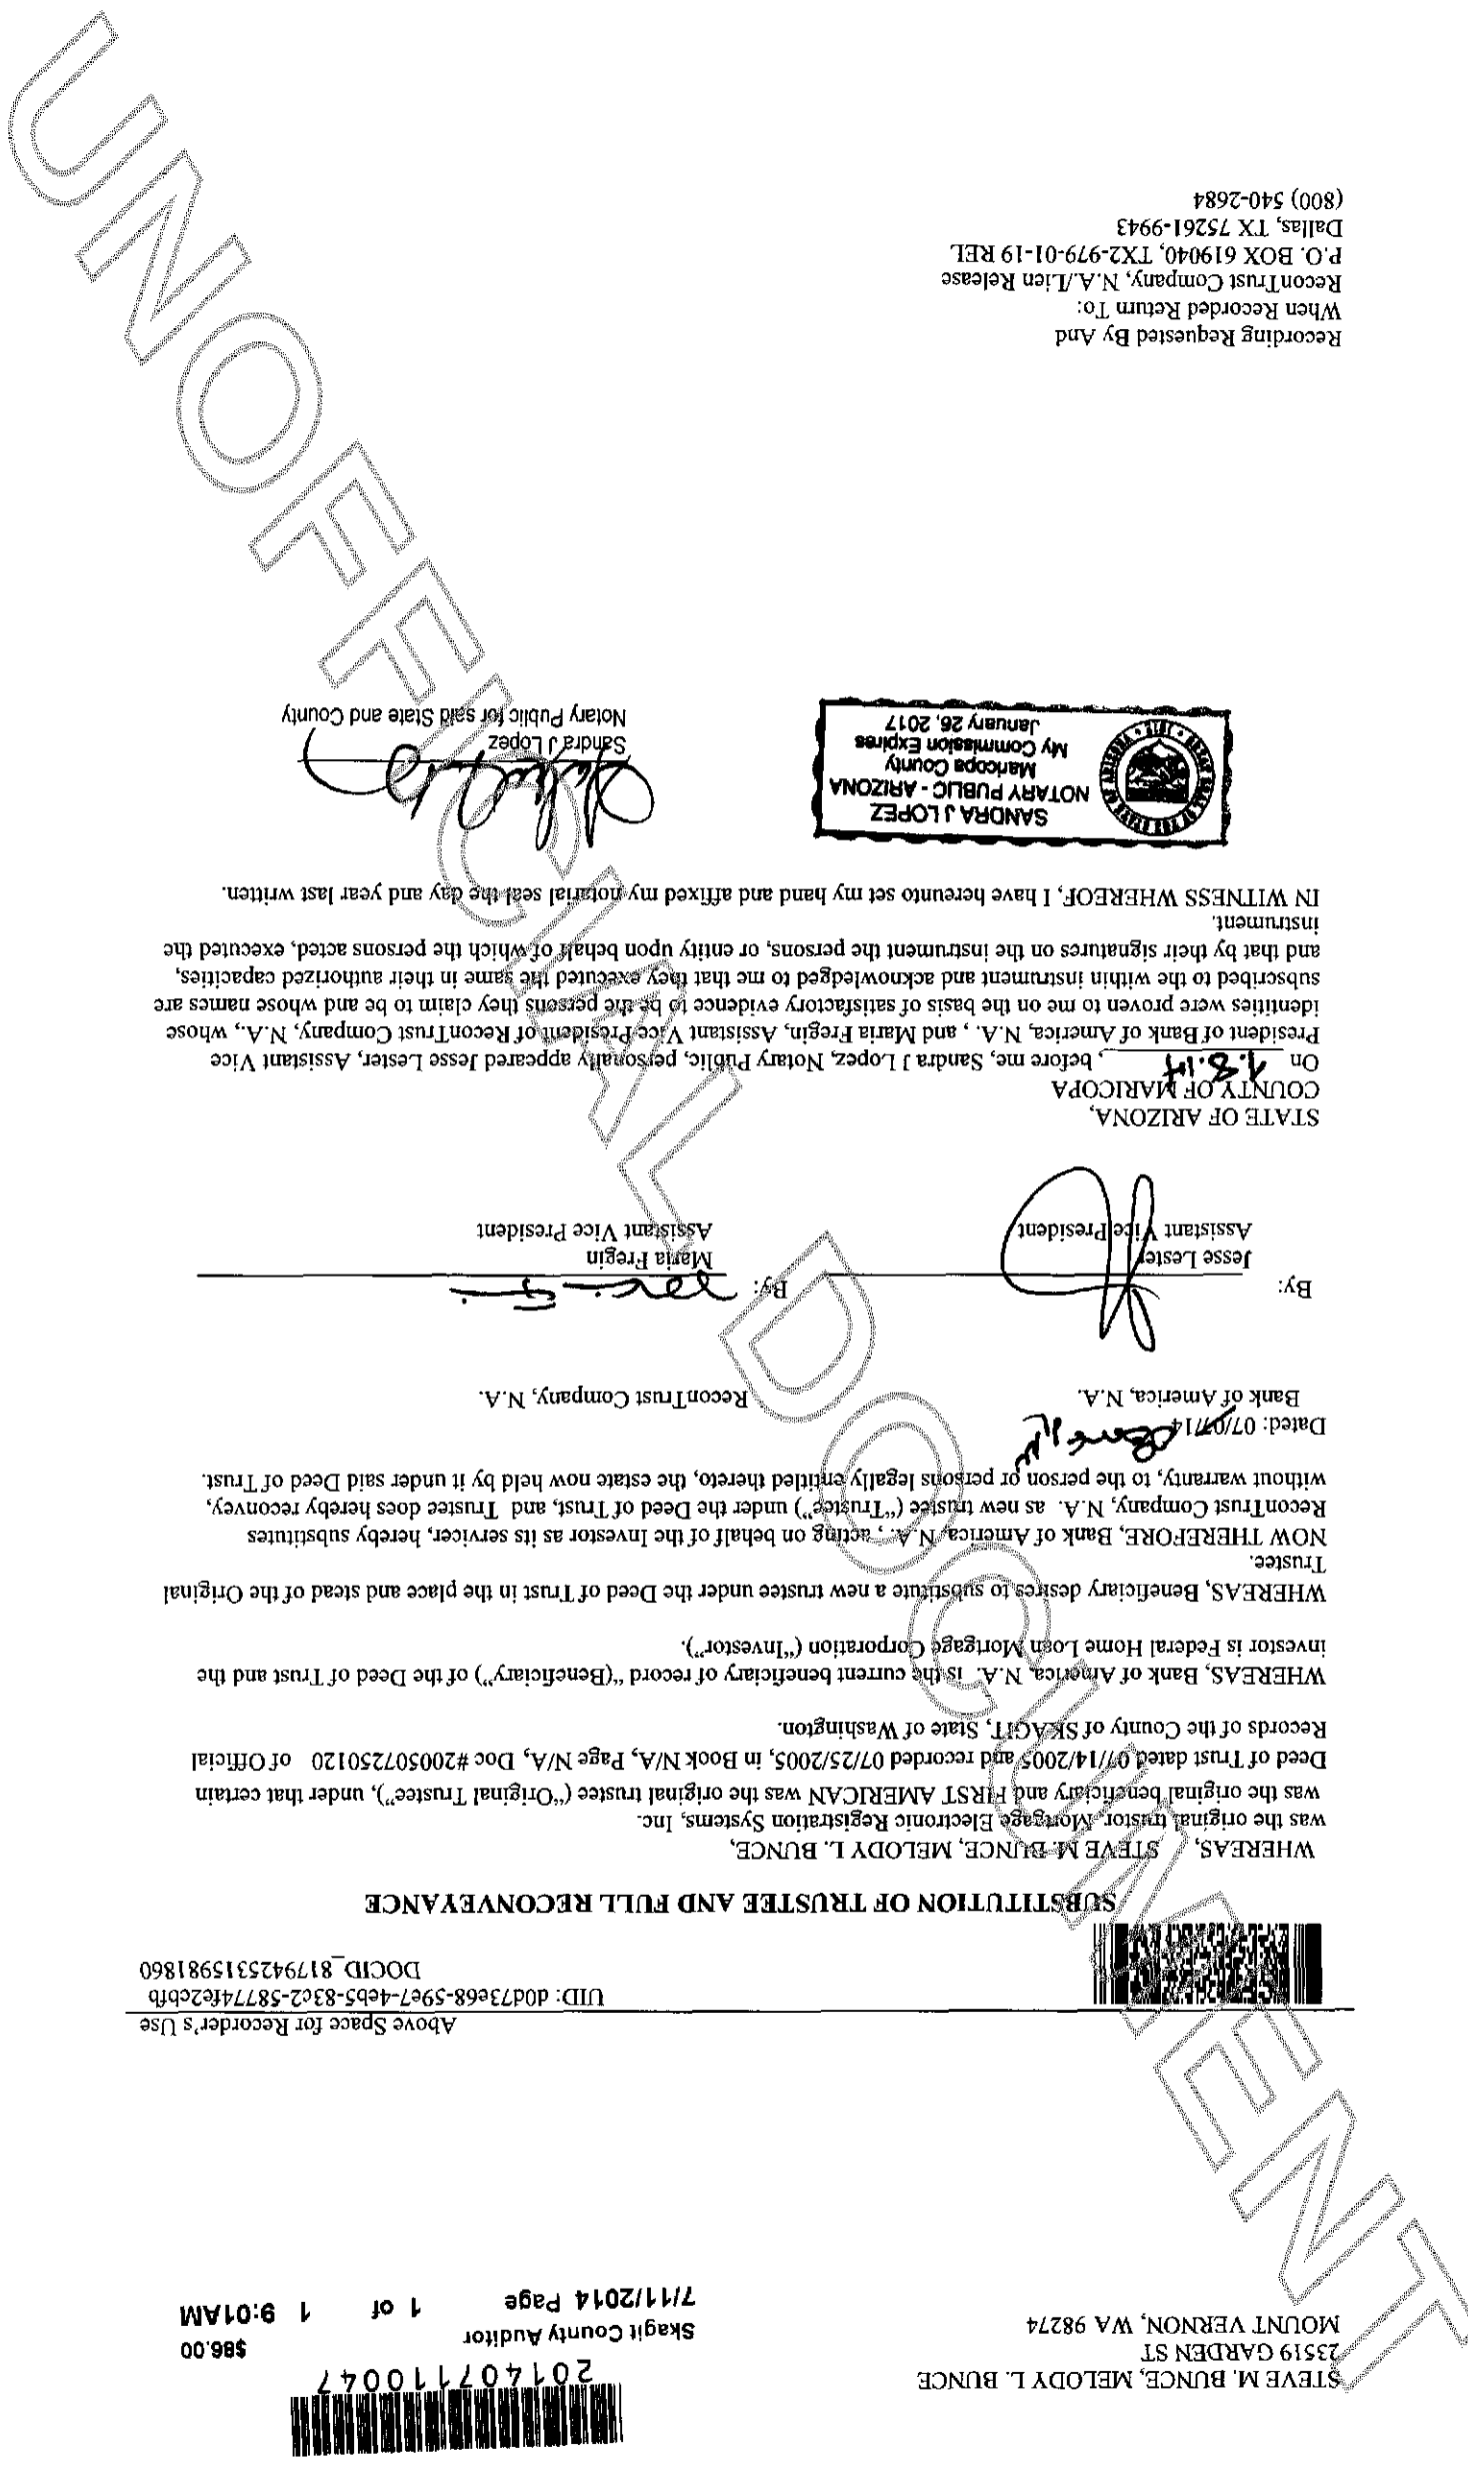 STEVE M. BUNCE, MELODY L. BUNCE
23519 GARDEN ST
MOUNT VERNON, WA 98274
201407110047
Skagit County Auditor $86.00
7/11/2014 Page 1 of 1 9:01AM
Above Space for Recorder's Use
UID: d0d73e68-59e7-4eb5-83c2-58774fe2cbfb
DOCID_8179425315981860
SUBSTITUTION OF TRUSTEE AND FULL RECONVEYANCE
WHEREAS, STEVE M. BUNCE, MELODY L. BUNCE,
was the original trustor, Mortgage Electronic Registration Systems, Inc.
was the original beneficiary and FIRST AMERICAN was the original trustee ("Original Trustee"), under that certain
Deed of Trust dated 07/14/2005 and recorded 07/25/2005, in Book N/A, Page N/A, Doc #200507250120 of Official
Records of the County of SKAGIT, State of Washington.
WHEREAS, Bank of America, N.A. is the current beneficiary of record "(Beneficiary") of the Deed of Trust and the
investor is Federal Home Loan Mortgage Corporation ("Investor").
WHEREAS, Beneficiary desires to substitute a new trustee under the Deed of Trust in the place and stead of the Original
Trustee.
NOW THEREFORE, Bank of America, N.A. , acting on behalf of the Investor as its servicer, hereby substitutes
ReconTrust Company, N.A. as new trustee ("Trustee") under the Deed of Trust, and Trustee does hereby reconvey,
without warranty, to the person or persons legally entitled thereto, the estate now held by it under said Deed of Trust.
Dated: 07/07/14
Bank of America, N.A. ReconTrust Company, N.A.
By: By:
Jesse Lester Maria Fregin
Assistant Vice President Assistant Vice President
STATE OF ARIZONA,
COUNTY OF MARICOPA
On 7.8.14, before me, Sandra J Lopez, Notary Public, personally appeared Jesse Lester, Assistant Vice
President of Bank of America, N.A. , and Maria Fregin, Assistant Vice President of ReconTrust Company, N.A., whose
identities were proven to me on the basis of satisfactory evidence to be the persons they claim to be and whose names are
subscribed to the within instrument and acknowledged to me that they executed the same in their authorized capacities,
and that by their signatures on the instrument the persons, or entity upon behalf of which the persons acted, executed the
instrument.
IN WITNESS WHEREOF, I have hereunto set my hand and affixed my notarial seal the day and year last written.
SANDRA J LOPEZ
NOTARY PUBLIC - ARIZONA
Maricopa County
My Commission Expires
January 26, 2017
Sandra J Lopez
Notary Public for said State and County
Recording Requested By And
When Recorded Return To:
ReconTrust Company, N.A./Lien Release
P.O. BOX 619040, TX2-979-01-19 REL
Dallas, TX 75261-9943
(800) 540-2684
UNOFFICIAL DOCUMENT